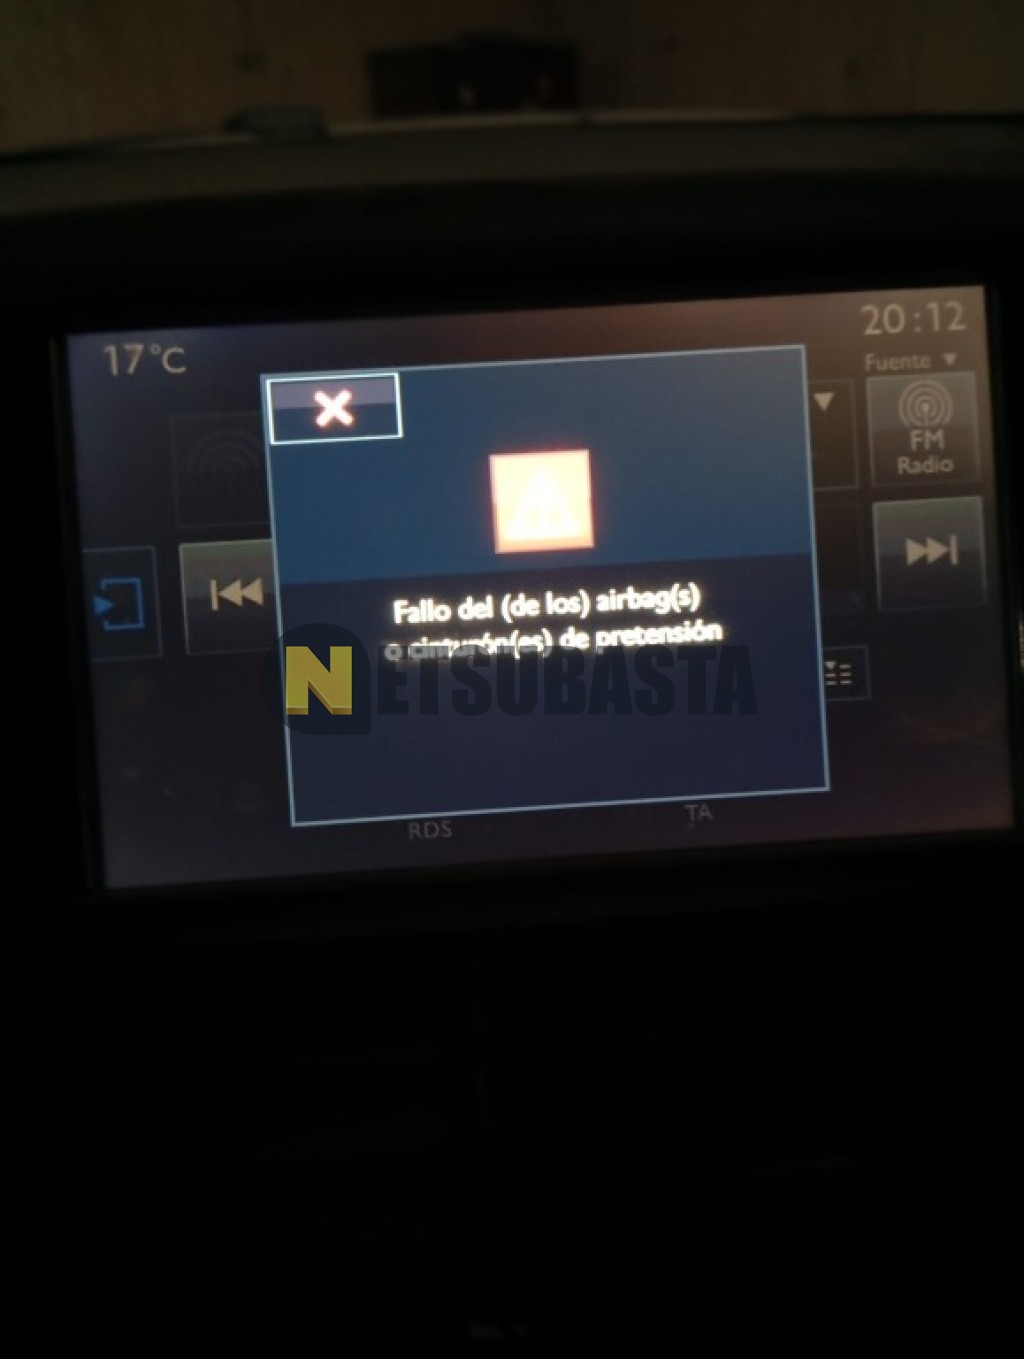 17°C
20:12
Fuente
FM
Radio
Fallo del (de los) airbag(s)
o cinturón(es) de pretensión
NETSUBASTA
RDS
TA